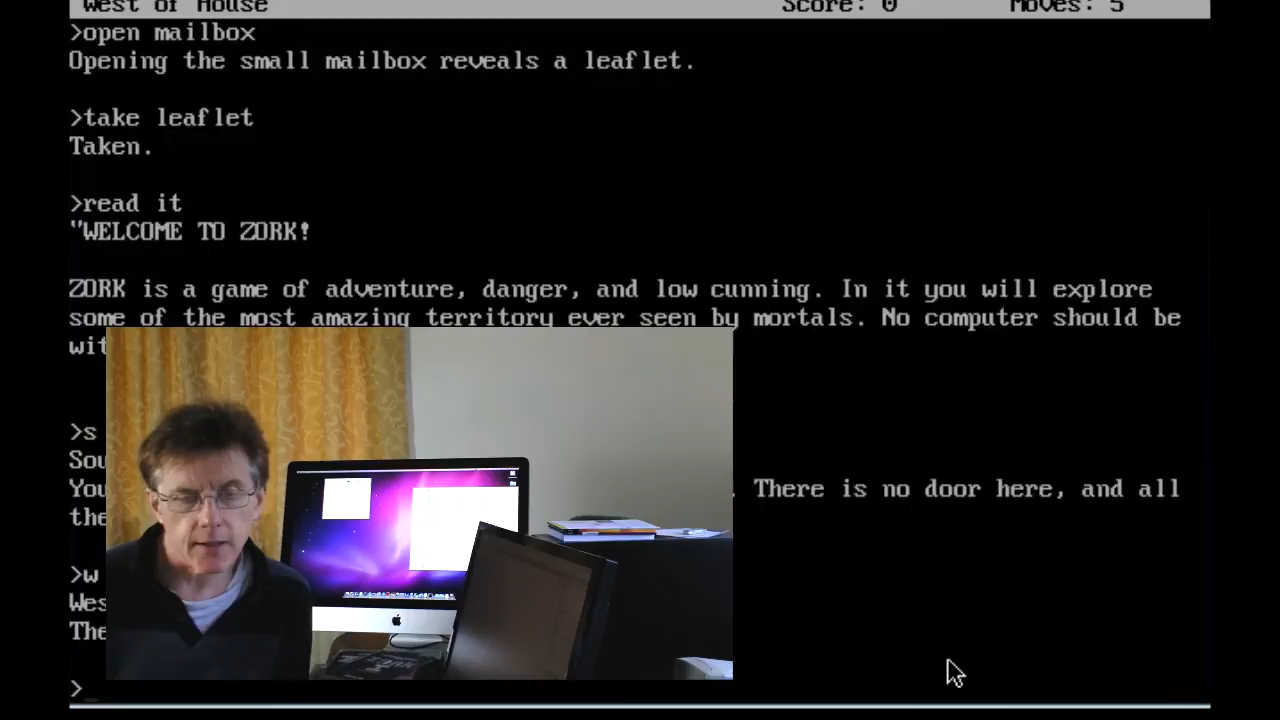 West of House Score: 0 Moves: 5
>open mailbox
Opening the small mailbox reveals a leaflet.
>take leaflet
Taken.
>read it
"WELCOME TO ZORK!
ZORK is a game of adventure, danger, and low cunning. In it you will explore
some of the most amazing territory ever seen by mortals. No computer should be
>s
There is no door here, and all
>w
>